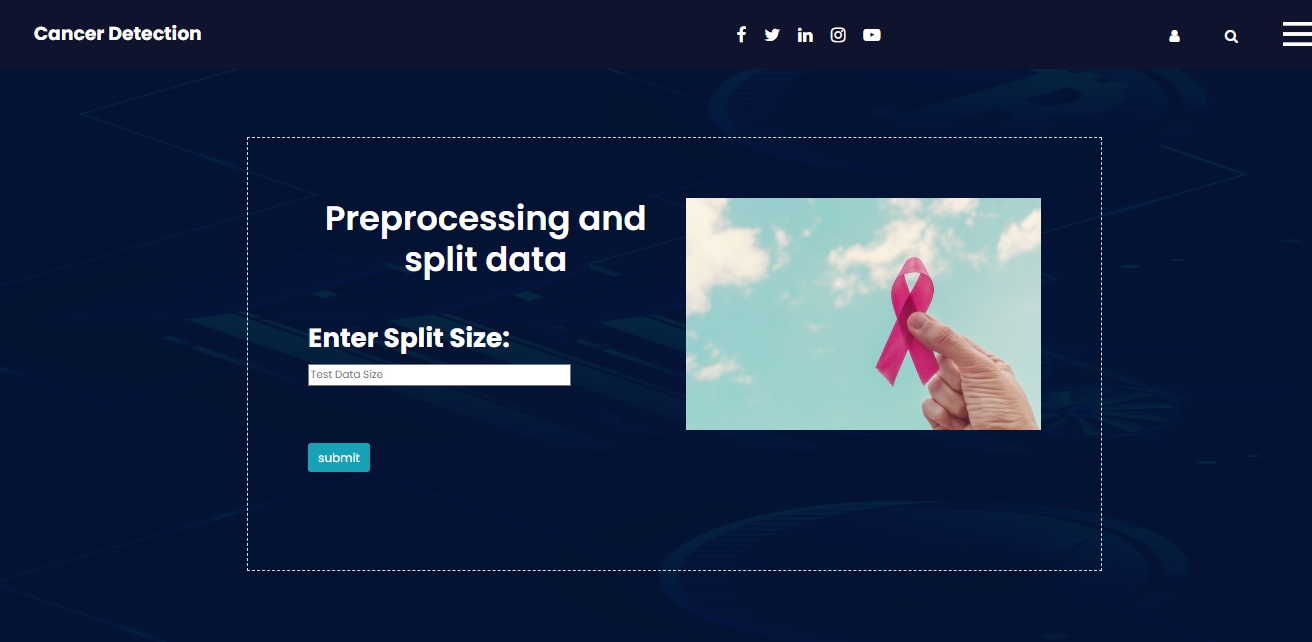 Cancer Detection
Preprocessing and
split data
Enter Split Size:
Test Data Size
submit